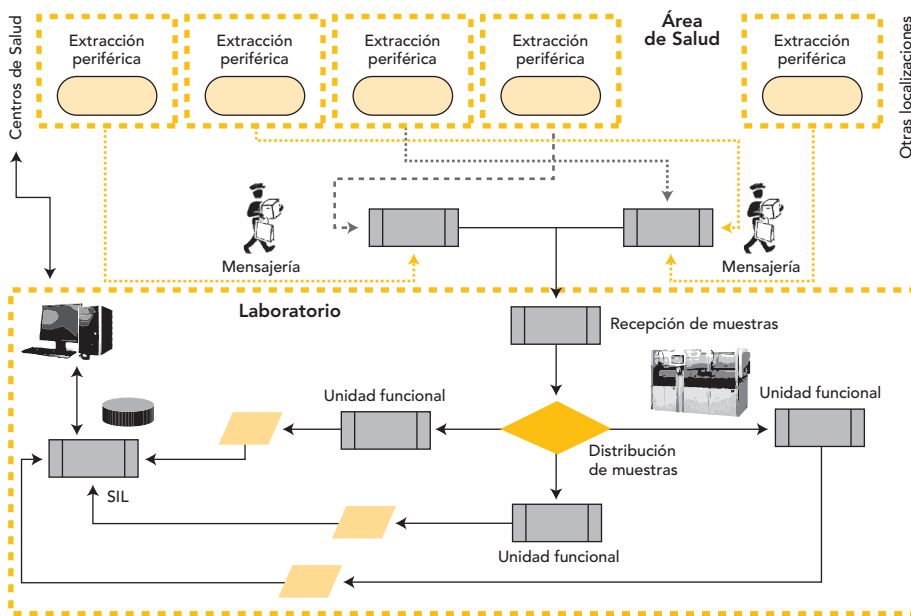 Centros de Salud
Extracción
periférica
Extracción
periférica
Extracción
periférica
Extracción
periférica
Área
de Salud
Extracción
periférica
Otras localizaciones
Mensajería
Mensajería
Laboratorio
Recepción de muestras
Unidad funcional
Unidad funcional
Distribución
de muestras
SIL
Unidad funcional